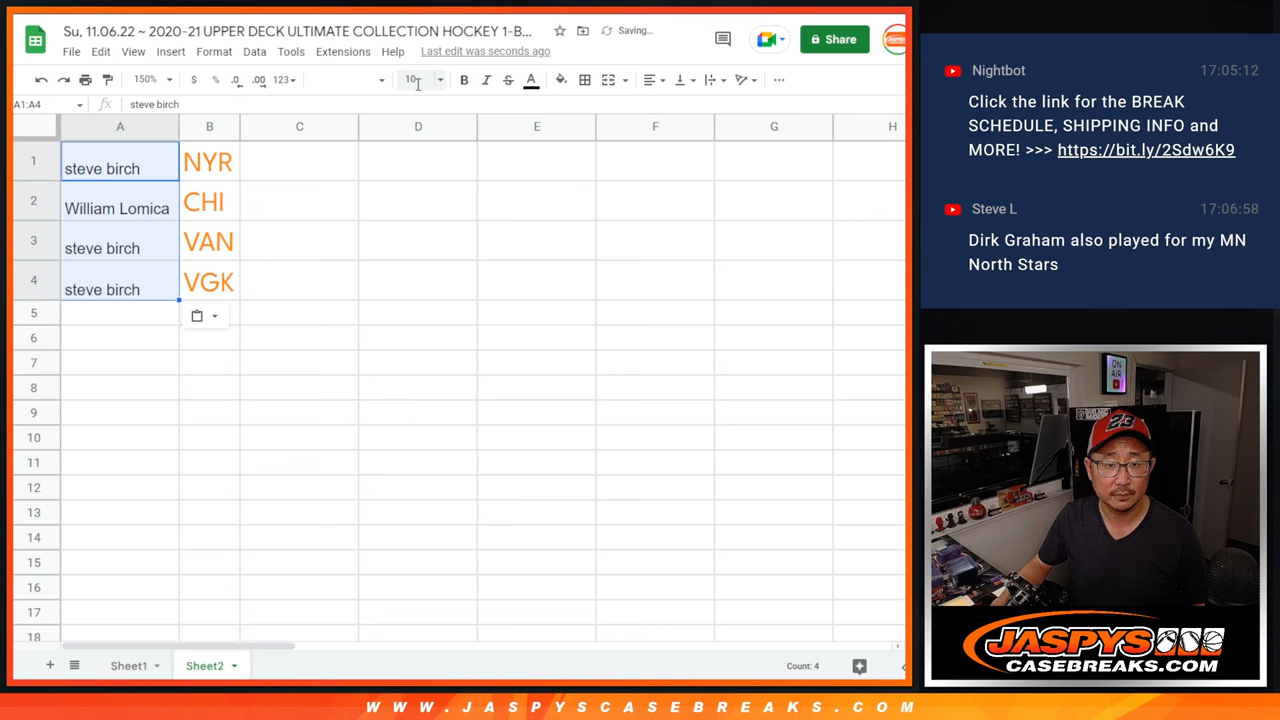 Su, 11.06.22 ~ 2020-21 UPPER DECK ULTIMATE COLLECTION HOCKEY 1-B...
Saving...
File Edit View Insert Format Data Tools Extensions Help Last edit was seconds ago
Share
150% $ % .0 .00 123 10 B I S A
A1:A4 fx steve birch
A B C D E F G H
1 steve birch NYR
2 William Lomica CHI
3 steve birch VAN
4 steve birch VGK
5
6
7
8
9
10
11
12
13
14
15
16
17
18
+ Sheet1 Sheet2 Count: 4
Nightbot 17:05:12
Click the link for the BREAK
SCHEDULE, SHIPPING INFO and
MORE! >>> https://bit.ly/2Sdw6K9
Steve L 17:06:58
Dirk Graham also played for my MN
North Stars
ON
AIR
23
JASPYS
CASEBREAKS.COM
WWW.JASPYSCASEBREAKS.COM